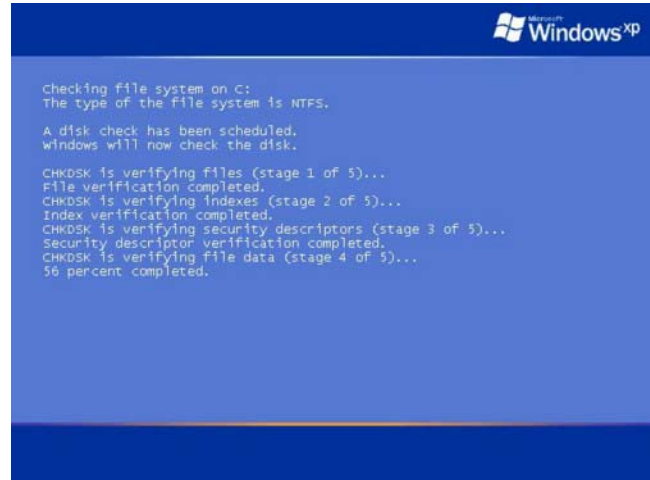 Microsoft
Windows xp
Checking file system on C:
The type of the file system is NTFS.
A disk check has been scheduled.
Windows will now check the disk.
CHKDSK is verifying files (stage 1 of 5)...
File verification completed.
CHKDSK is verifying indexes (stage 2 of 5)...
Index verification completed.
CHKDSK is verifying security descriptors (stage 3 of 5)...
Security descriptor verification completed.
CHKDSK is verifying file data (stage 4 of 5)...
56 percent completed.